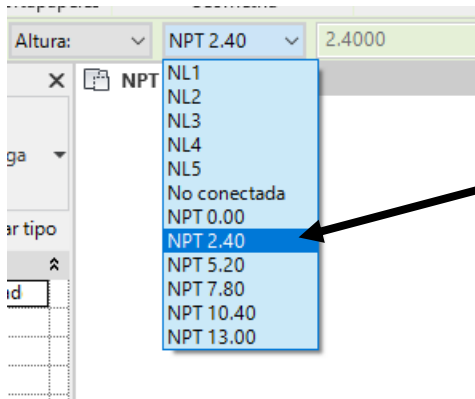 Altura: NPT 2.40 2.4000
NPT
ar tipo
NL1
NL2
NL3
NL4
NL5
No conectada
NPT 0.00
NPT 2.40
NPT 5.20
NPT 7.80
NPT 10.40
NPT 13.00